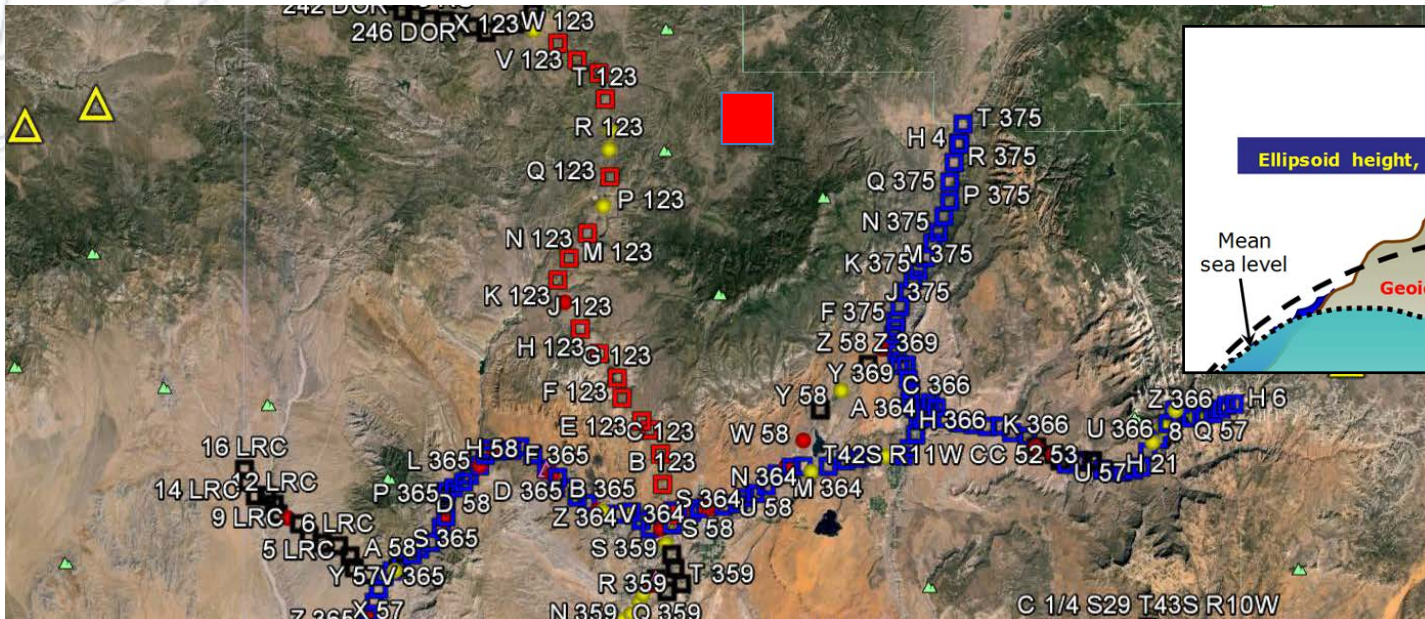 246 DOR
X 123
W 123
V 123
T 123
R 123
Q 123
P 123
N 123
M 123
K 123
J 123
H 123
G 123
F 123
E 123
C 123
B 123
T 375
H 4
R 375
Q 375
P 375
N 375
M 375
K 375
J 375
F 375
Z 58
Z 369
Y 369
C 366
Y 58
A 364
H 366
K 366
Z 366
H 6
U 366
8
Q 57
W 58
T42S R11W CC 52 53
U 57
H 21
16 LRC
12 LRC
14 LRC
9 LRC
6 LRC
5 LRC
H 58
F 365
L 365
P 365
D 58
D 365
B 365
N 364
M 364
S 364
U 58
Z 364
V 364
S 58
S 365
A 58
S 359
Y 57
V 365
R 359
T 359
X 57
Z 365
N 359
Q 359
C 1/4 S29 T43S R10W
Ellipsoid height,
Mean
sea level